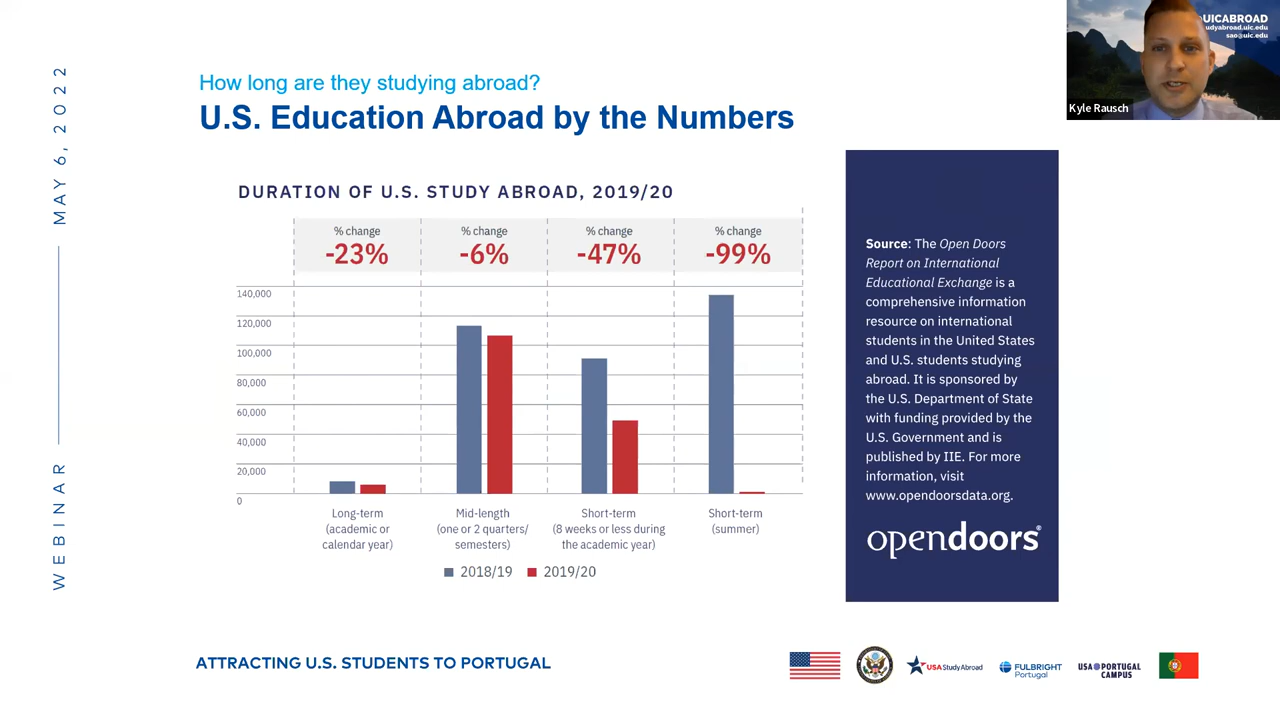 MAY 6, 2022
WEBINAR
How long are they studying abroad?
U.S. Education Abroad by the Numbers
DURATION OF U.S. STUDY ABROAD, 2019/20
% change
-23%
% change
-6%
% change
-47%
% change
-99%
140,000
120,000
100,000
80,000
60,000
40,000
20,000
0
Long-term
(academic or
calendar year)
Mid-length
(one or 2 quarters/
semesters)
Short-term
(8 weeks or less during
the academic year)
Short-term
(summer)
2018/19
2019/20
Source: The Open Doors
Report on International
Educational Exchange is a
comprehensive information
resource on international
students in the United States
and U.S. students studying
abroad. It is sponsored by
the U.S. Department of State
with funding provided by the
U.S. Government and is
published by IIE. For more
information, visit
www.opendoorsdata.org.
opendoors®
UICABROAD
udyabroad.uic.edu
sao@uic.edu
Kyle Rausch
ATTRACTING U.S. STUDENTS TO PORTUGAL
USA StudyAbroad
FULBRIGHT
Portugal
USA@PORTUGAL
CAMPUS